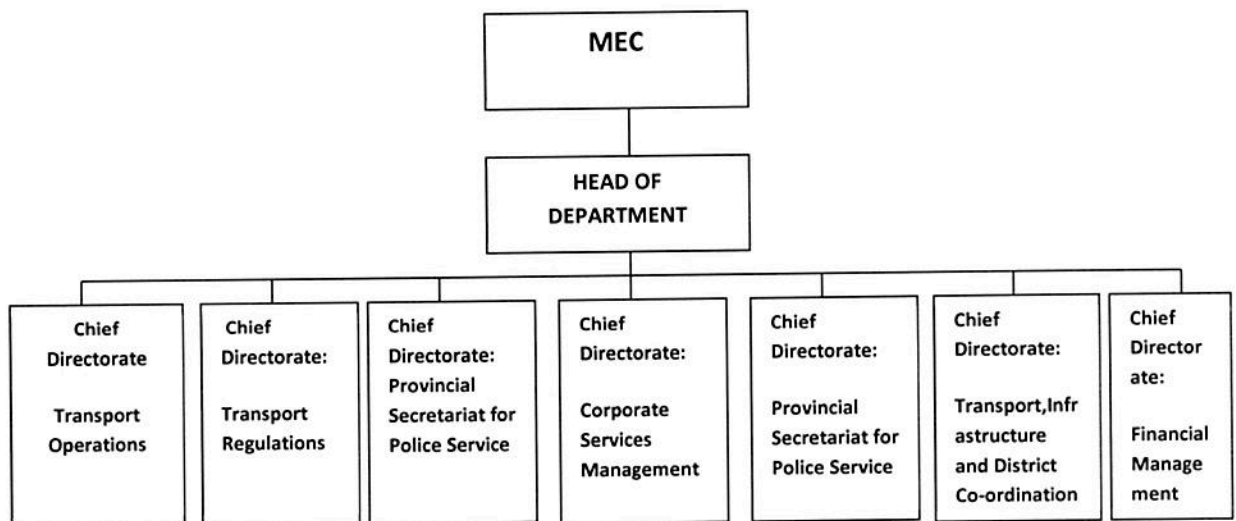 MEC
HEAD OF
DEPARTMENT
Chief
Directorate
Transport
Operations
Chief
Directorate:
Transport
Regulations
Chief
Directorate:
Provincial
Secretariat for
Police Service
Chief
Directorate:
Corporate
Services
Management
Chief
Directorate:
Provincial
Secretariat for
Police Service
Chief
Directorate:
Transport,Infr
astructure
and District
Co-ordination
Chief
Director
ate:
Financial
Manage
ment